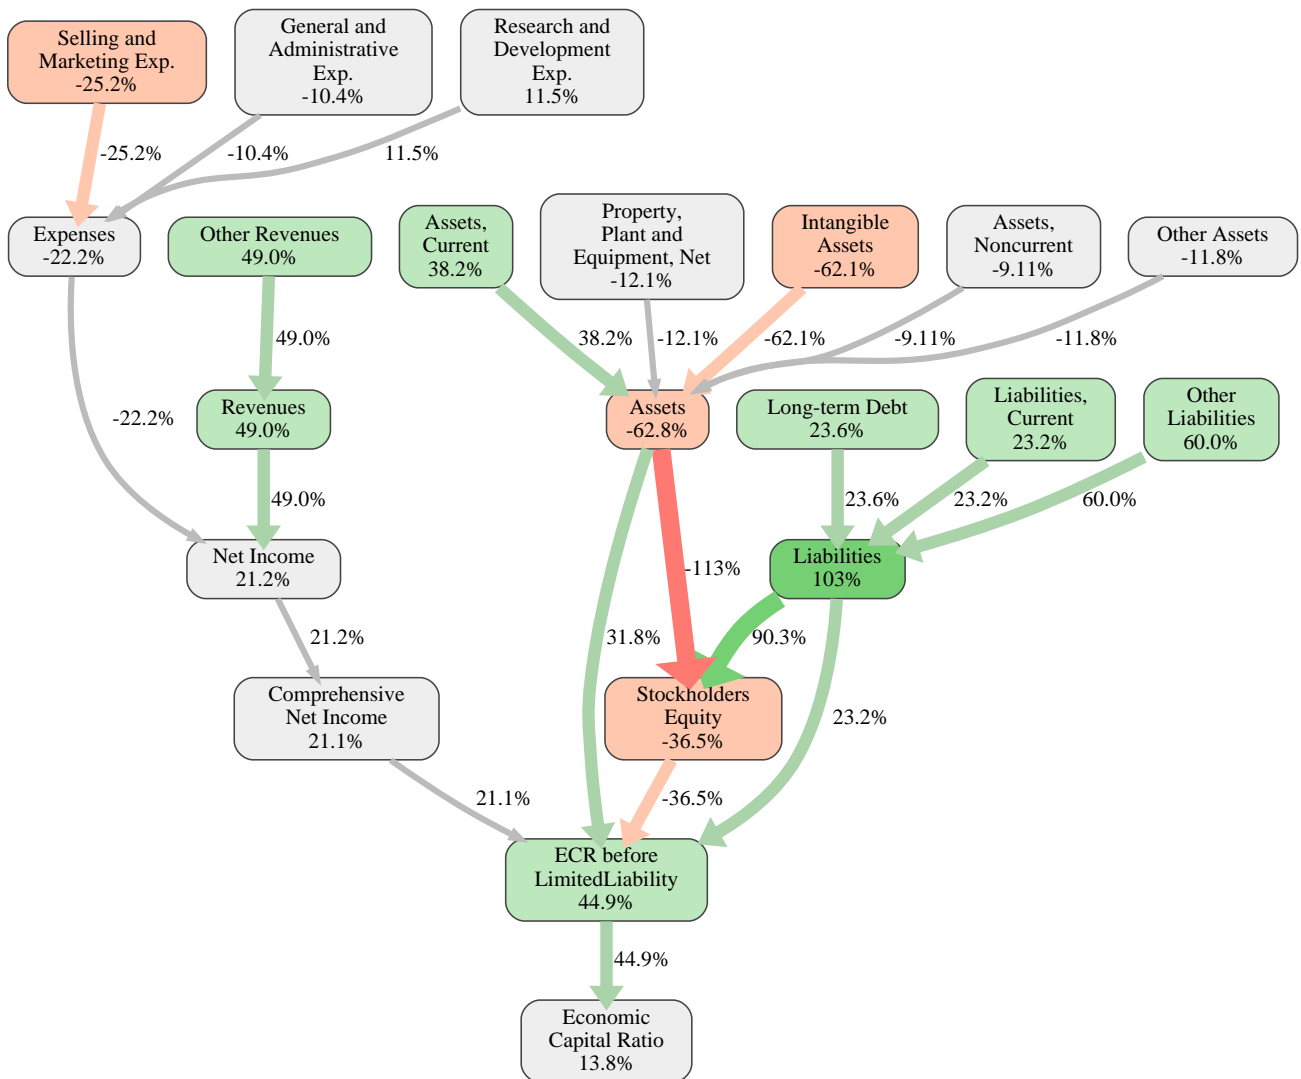 Selling and
Marketing Exp.
-25.2%
General and
Administrative
Exp.
-10.4%
Research and
Development
Exp.
11.5%
-25.2%
-10.4%
11.5%
Expenses
-22.2%
Other Revenues
49.0%
Assets,
Current
38.2%
Property,
Plant and
Equipment, Net
-12.1%
Intangible
Assets
-62.1%
Assets,
Noncurrent
-9.11%
Other Assets
-11.8%
49.0%
38.2%
-12.1%
-62.1%
-9.11%
-11.8%
-22.2%
Revenues
49.0%
Assets
-62.8%
Long-term Debt
23.6%
Liabilities,
Current
23.2%
Other
Liabilities
60.0%
49.0%
23.6%
23.2%
60.0%
Net Income
21.2%
-113%
Liabilities
103%
21.2%
31.8%
90.3%
Comprehensive
Net Income
21.1%
Stockholders
Equity
-36.5%
23.2%
21.1%
-36.5%
ECR before
LimitedLiability
44.9%
44.9%
Economic
Capital Ratio
13.8%